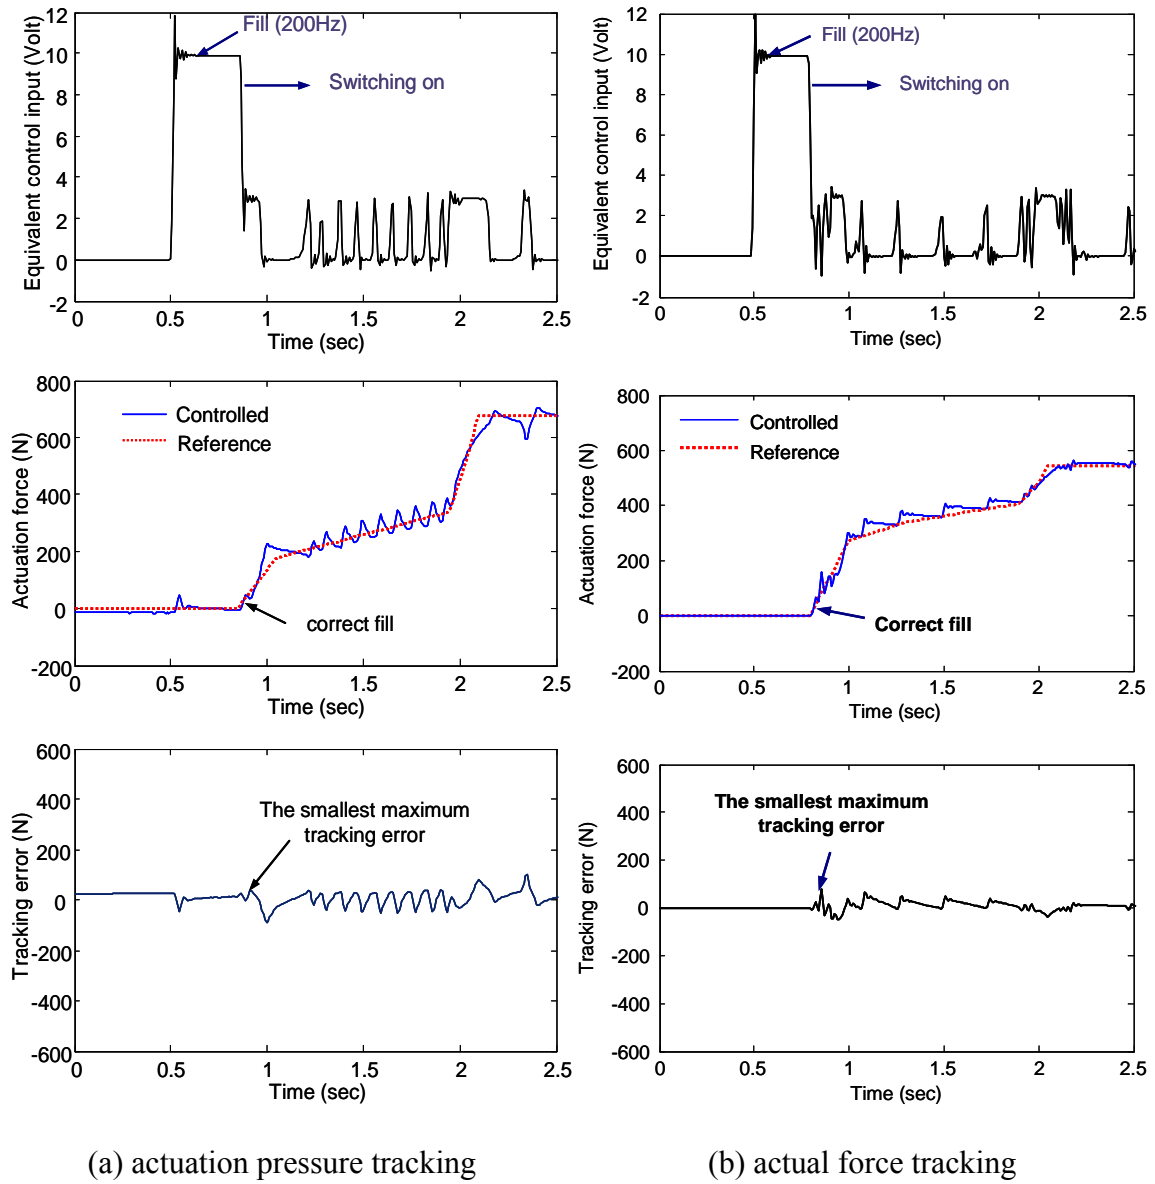 12
10
8
6
4
2
0
-2
Equivalent control input (Volt)
Fill (200Hz)
Switching on
0
0.5
1
1.5
2
2.5
Time (sec)
12
10
8
6
4
2
0
-2
Equivalent control input (Volt)
Fill (200Hz)
Switching on
0
0.5
1
1.5
2
2.5
Time (sec)
800
600
400
200
0
-200
Actuation force (N)
Controlled
Reference
correct fill
0
0.5
1
1.5
2
2.5
Time (sec)
800
600
400
200
0
-200
Actuation force (N)
Controlled
Reference
Correct fill
0
0.5
1
1.5
2
2.5
Time (sec)
600
400
200
0
-200
-400
-600
Tracking error (N)
The smallest maximum
tracking error
0
0.5
1
1.5
2
2.5
Time (sec)
600
400
200
0
-200
-400
-600
Tracking error (N)
The smallest maximum
tracking error
0
0.5
1
1.5
2
2.5
Time (sec)
(a) actuation pressure tracking
(b) actual force tracking